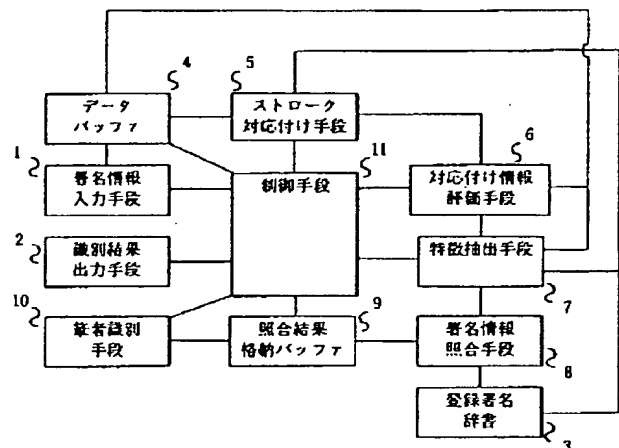 4
5
データ
バッファ
ストローク
対応付け手段
6
1
11
署名情報
入力手段
制御手段
対応付け情報
評価手段
2
識別結果
出力手段
特徴抽出手段
10
9
7
筆者識別
手段
照合結果
格納バッファ
署名情報
照合手段
8
登録署名
辞書
3